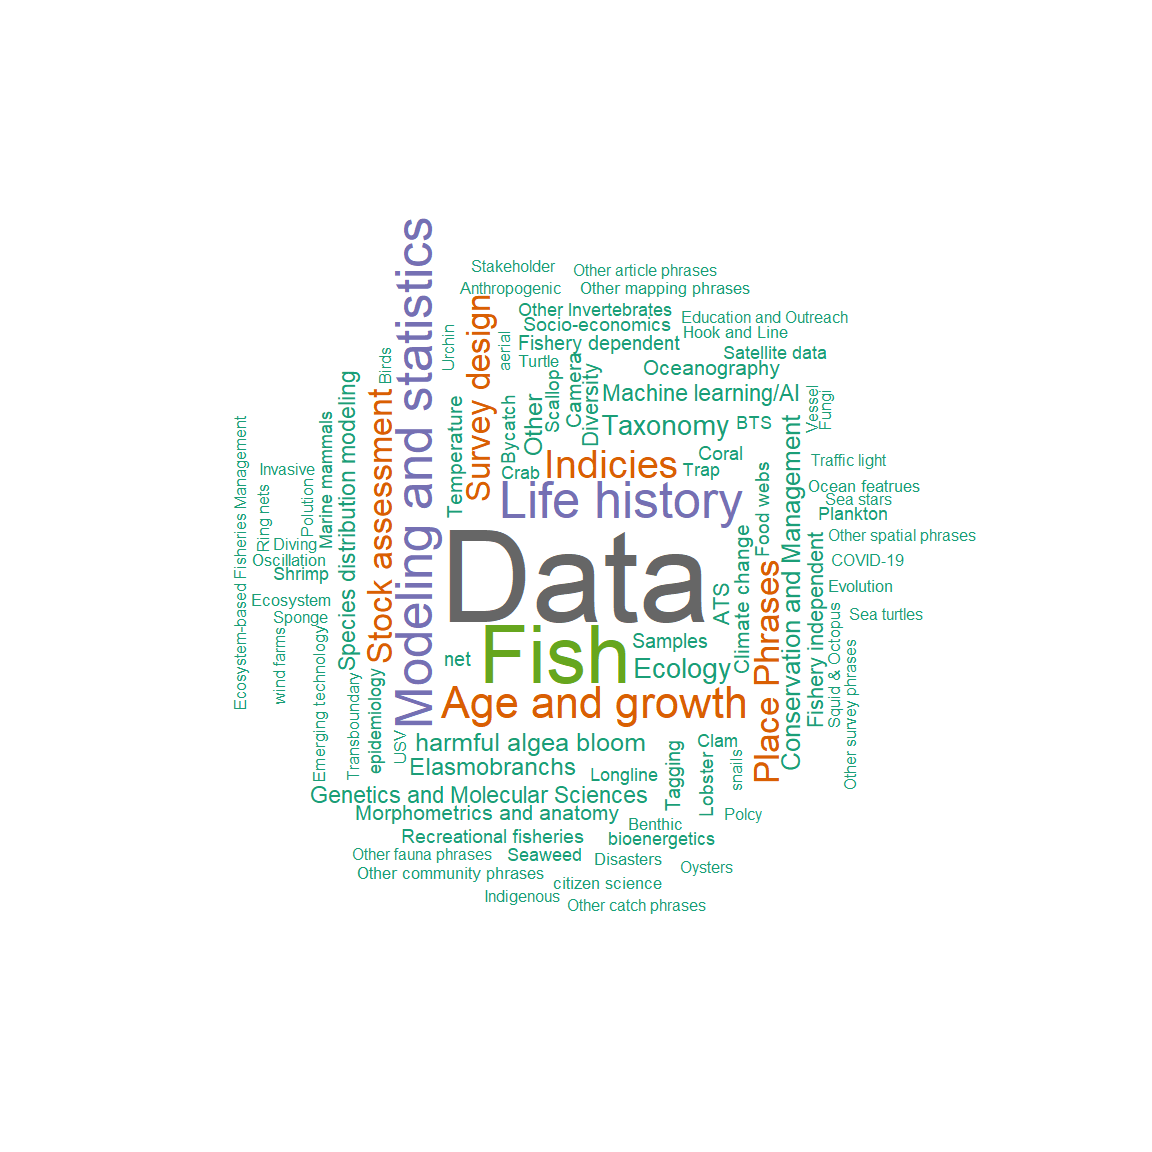 Stakeholder
Other article phrases
Anthropogenic
Other mapping phrases
Other Invertebrates
Education and Outreach
Socio-economics
Hook and Line
Fishery dependent
Satellite data
Turtle
Oceanography
Machine learning/AI
Taxonomy
BTS
Modeling and statistics
Survey design
Urchin
aerial
Birds
Stock assessment
Species distribution modeling
Temperature
Bycatch
Other
Scallop
Camera
Diversity
Vessel
Fungi
Coral
Crab
Indicies
Trap
Traffic light
Invasive
Marine mammals
Ecosystem-based Fisheries Management
Ring nets
Polution
Life history
Food webs
Conservation and Management
Ocean featrues
Sea stars
Plankton
Other spatial phrases
Diving
Oscillation
Shrimp
Data
COVID-19
Evolution
Ecosystem
Sponge
ATS
Climate change
Place Phrases
Fishery independent
Squid & Octopus
Sea turtles
wind farms
Emerging technology
Transboundary
epidemiology
net
Fish
Samples
Ecology
Other survey phrases
Age and growth
USV
harmful algea bloom
Clam
Elasmobranchs
Longline
Tagging
Lobster
snails
Genetics and Molecular Sciences
Morphometrics and anatomy
Polcy
Benthic
Recreational fisheries
bioenergetics
Other fauna phrases
Seaweed
Disasters
Oysters
Other community phrases
citizen science
Indigenous
Other catch phrases